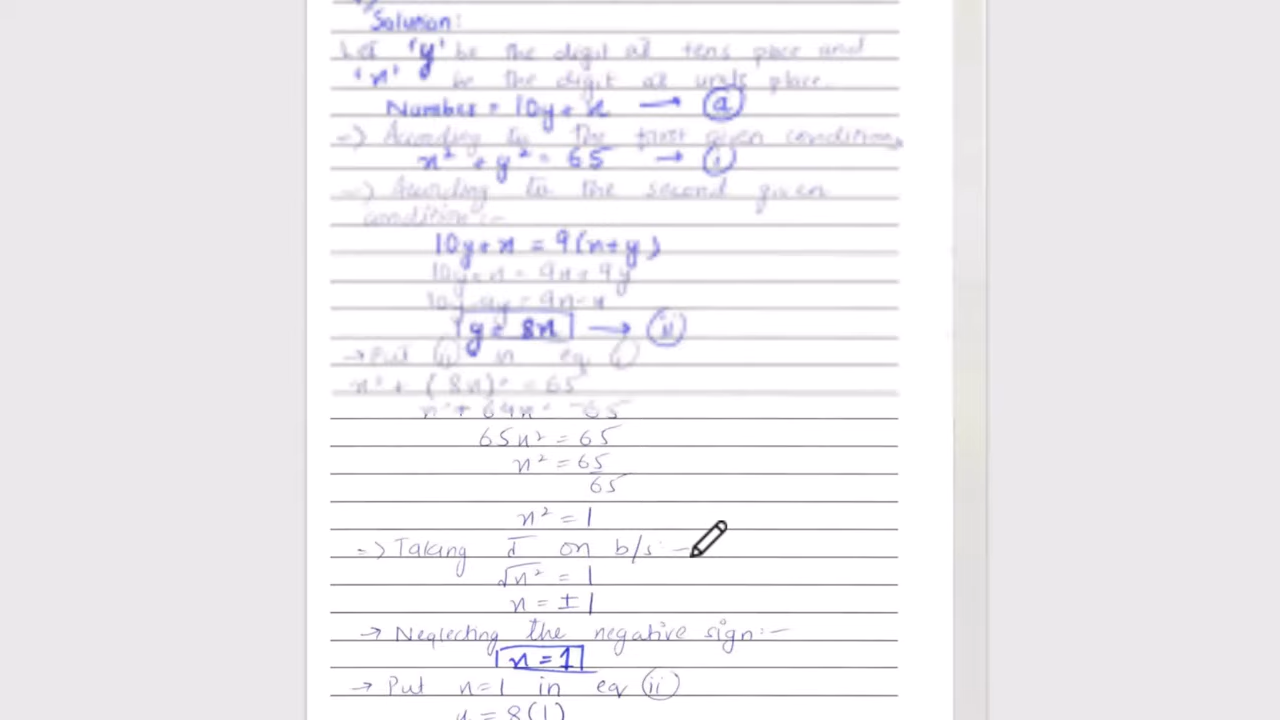 Solution:
Let 'y' be the digit at tens place and
'x' be the digit at units place.
Number = 10y + x → (a)
→) According to the first given condition,
x² + y² = 65 → (i)
→) According to the second given
condition:-
10y + x = 9(x + y)
10y + x = 9x + 9y
10y - 9y = 9x - x
y = 8x → (ii)
→ Put (ii) in eq (i)
x² + (8x)² = 65
x² + 64x² = 65
65x² = 65
x² = 65
65
x² = 1
=) Taking √ on b/s:-
√x² = 1
x = ± 1
→ Neglecting the negative sign:-
x = 1
→ Put x=1 in eq (ii)
y = 8(1)